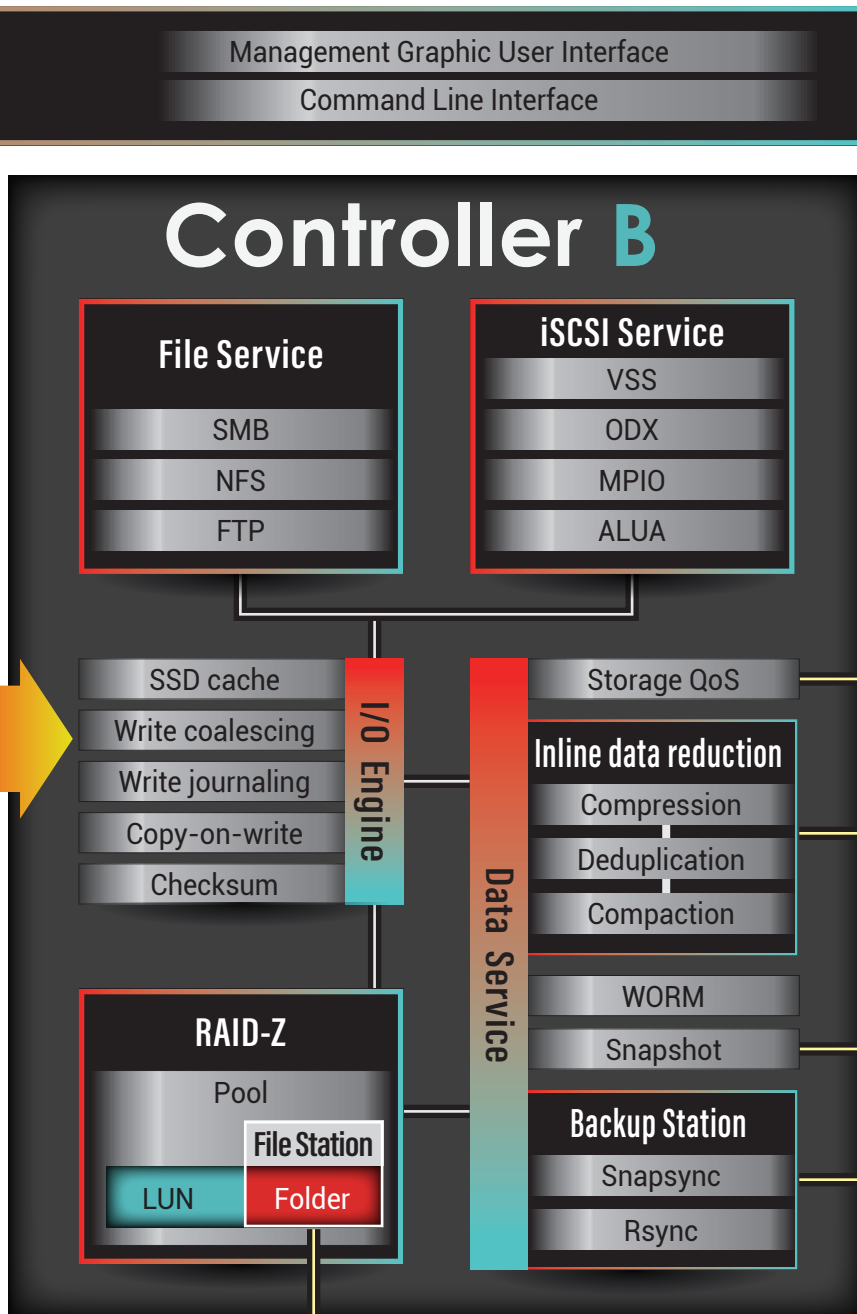 Management Graphic User Interface
Command Line Interface
Controller B
File Service
SMB
NFS
FTP
iSCSI Service
VSS
ODX
MPIO
ALUA
SSD cache
Write coalescing
Write journaling
Copy-on-write
Checksum
I/O Engine
Data Service
Storage QoS
Inline data reduction
Compression
Deduplication
Compaction
WORM
Snapshot
RAID-Z
Pool
File Station
LUN
Folder
Backup Station
Snapsync
Rsync